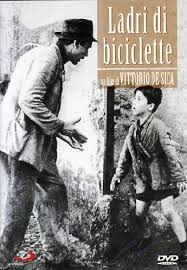 Ladri di
biciclette
un film di VITTORIO DE SICA
DVD